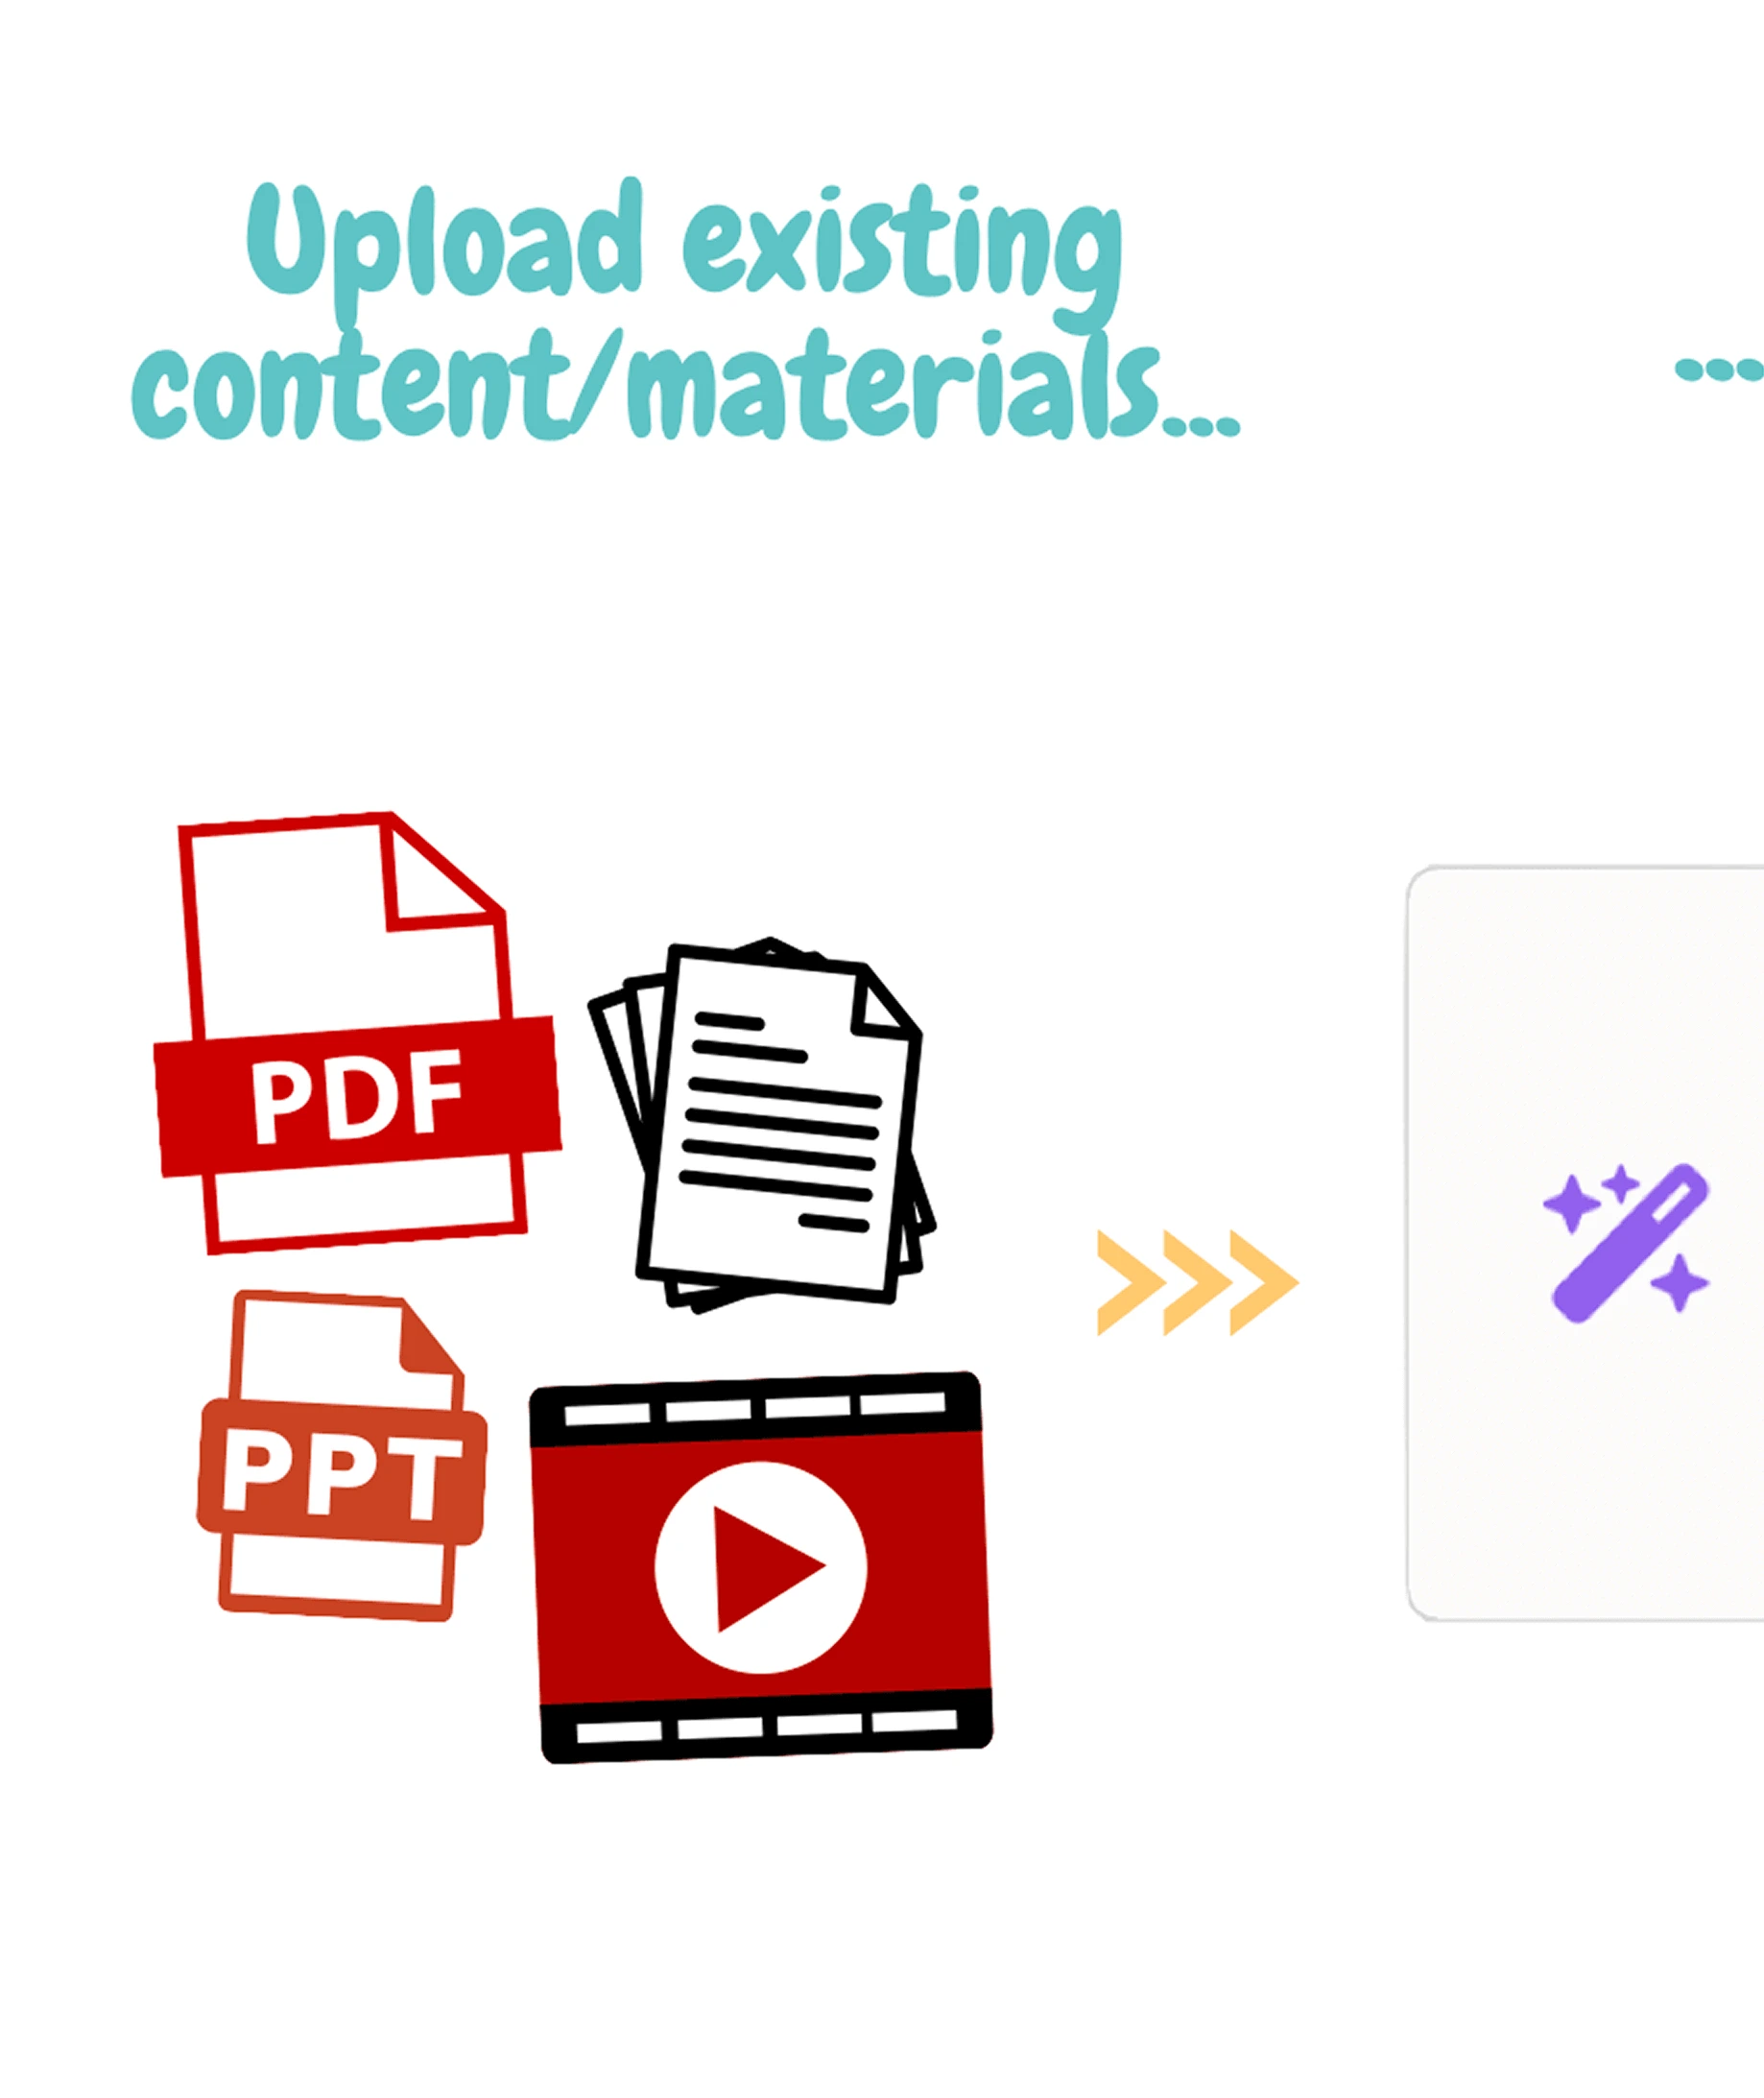 Upload existing
content/materials...
...
PDF
PPT